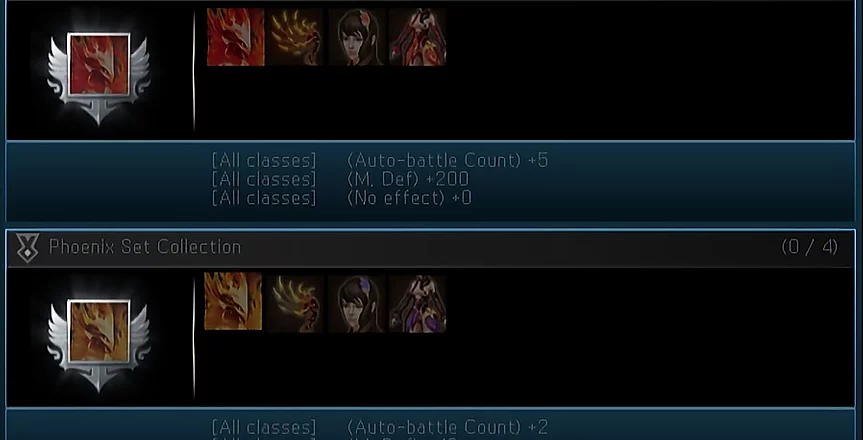 [All classes] (Auto-battle Count) +5
[All classes] (M. Def) +200
[All classes] (No effect) +0
Phoenix Set Collection (0 / 4)
[All classes] (Auto-battle Count) +2